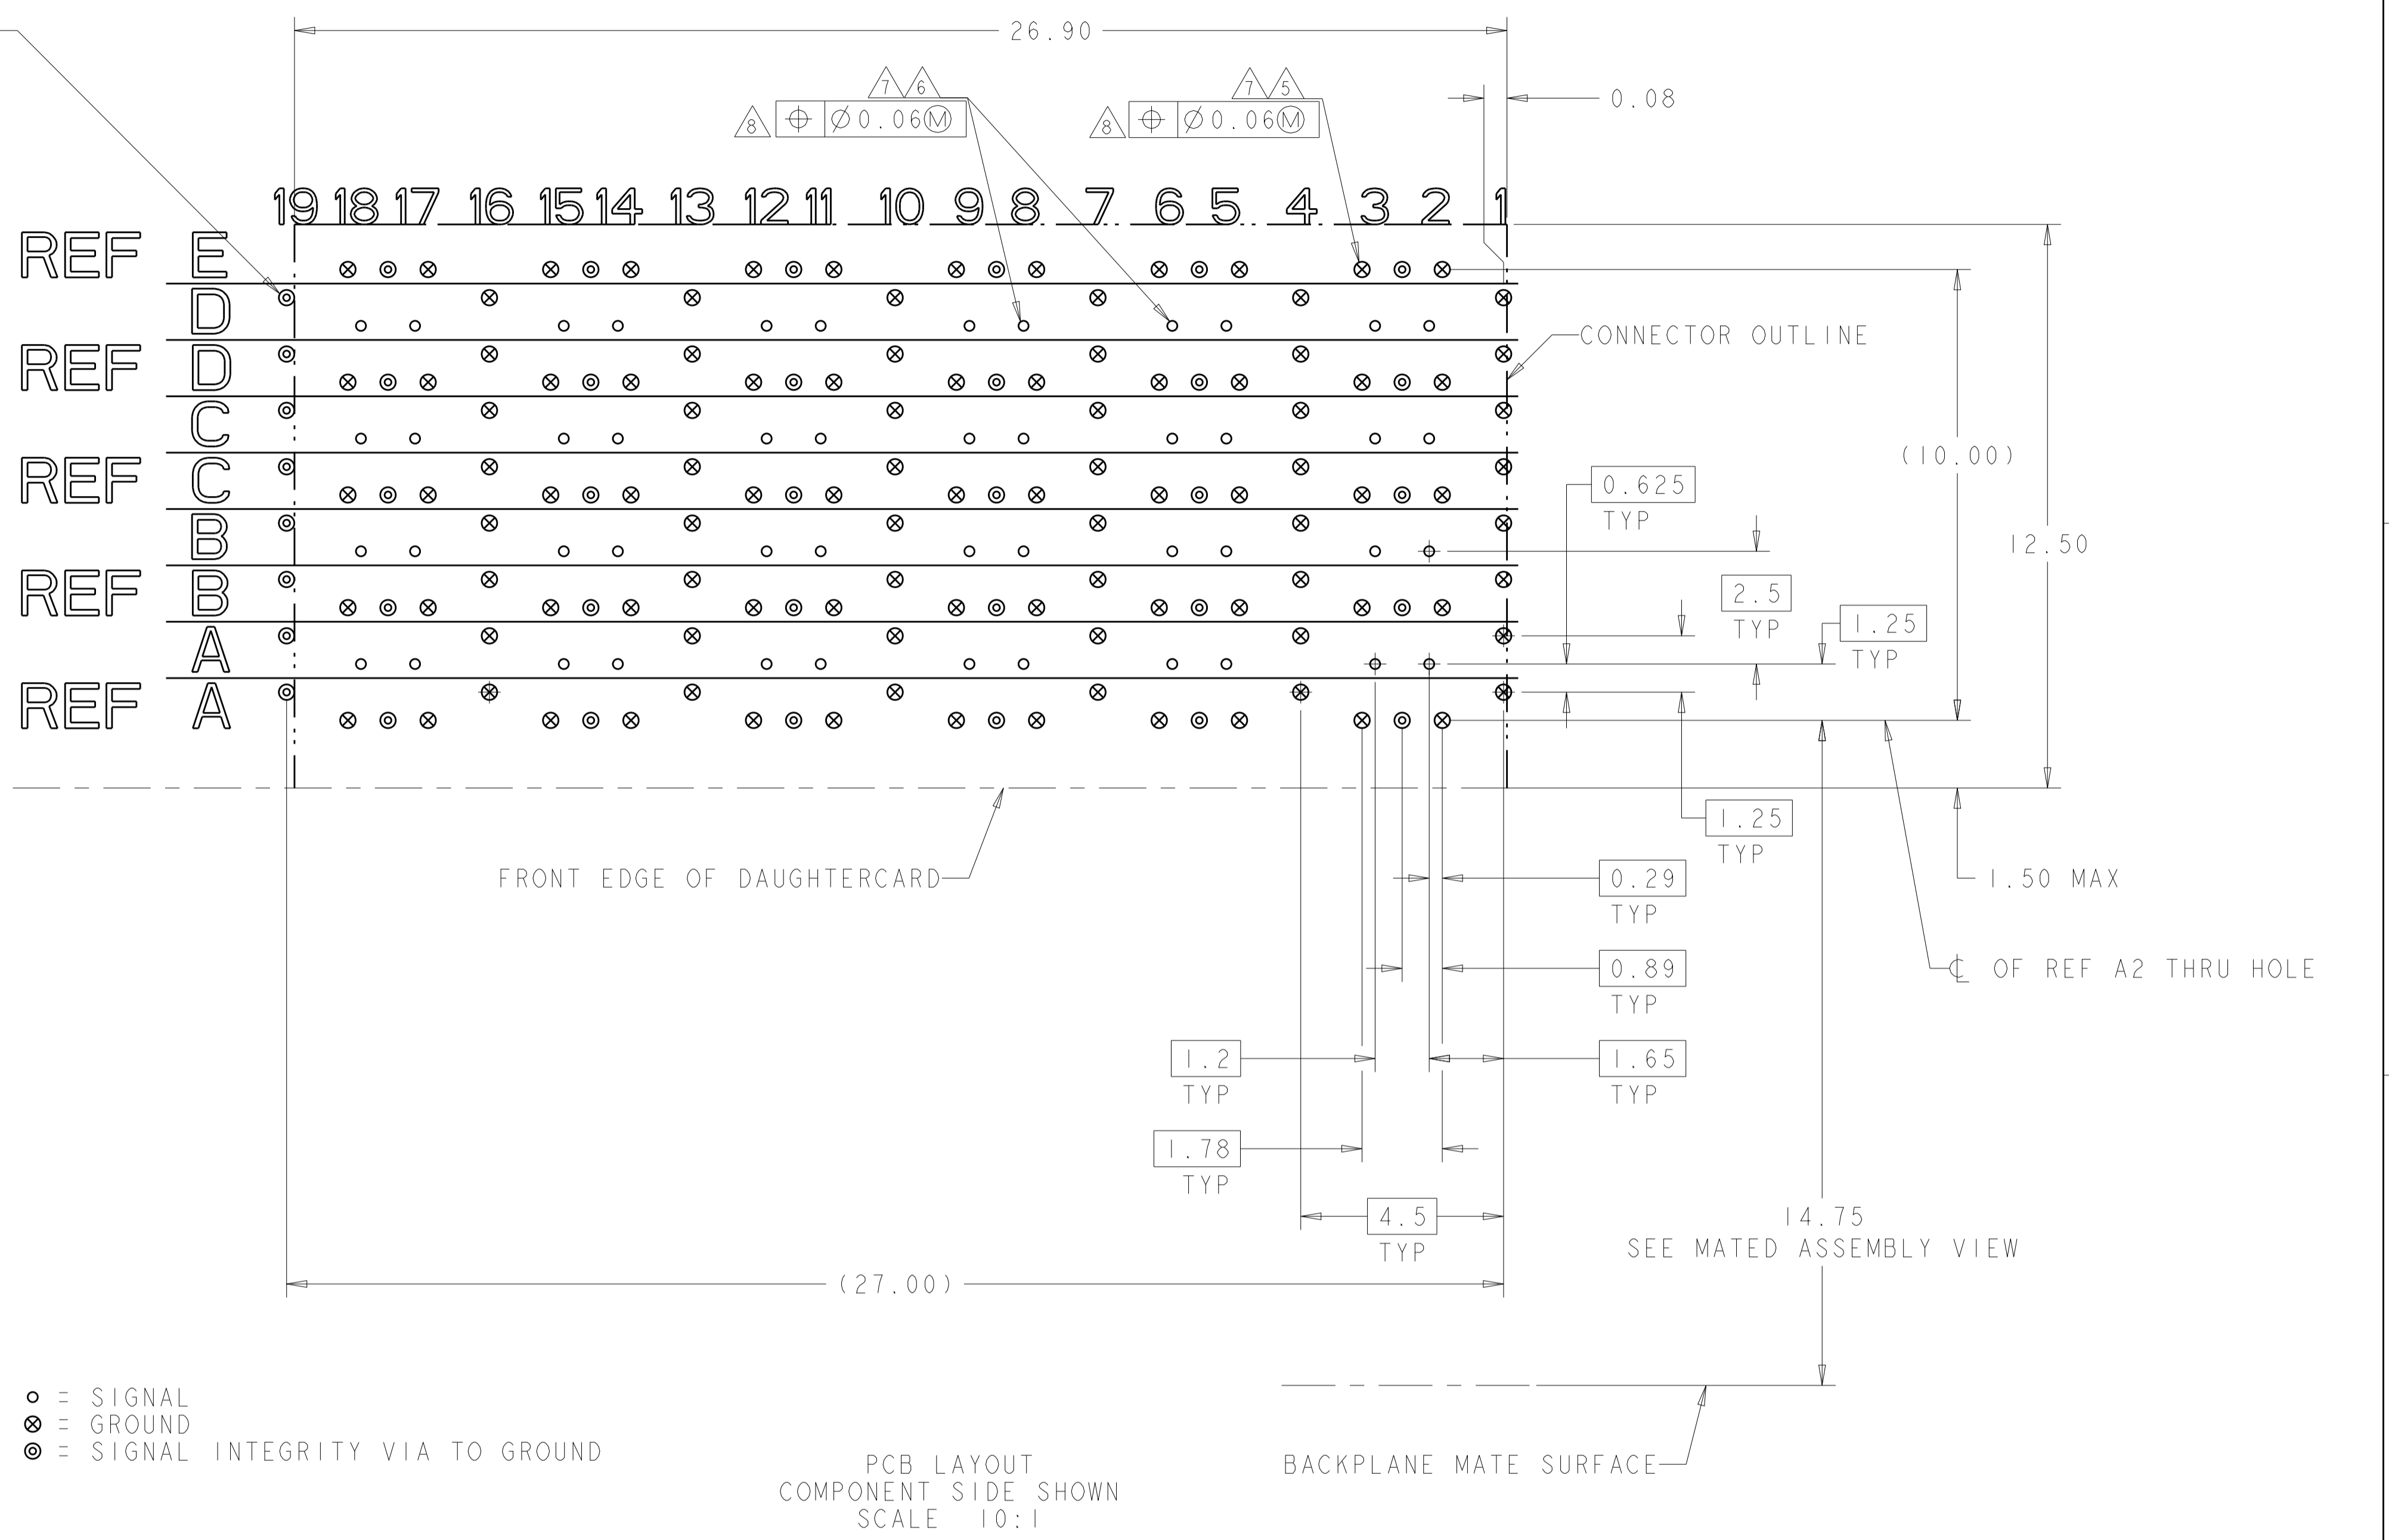 26.90
7 6
7 5
0.08
8 ⌖ ⌀0.06Ⓜ
8 ⌖ ⌀0.06Ⓜ
19 18 17 16 15 14 13 12 11 10 9 8 7 6 5 4 3 2 1
REF E
D
CONNECTOR OUTLINE
REF D
C
(10.00)
REF C
0.625
TYP
B
12.50
REF B
2.5
TYP
1.25
TYP
A
REF A
1.25
TYP
FRONT EDGE OF DAUGHTERCARD
0.29
TYP
1.50 MAX
0.89
TYP
℄ OF REF A2 THRU HOLE
1.2
TYP
1.65
TYP
1.78
TYP
4.5
TYP
14.75
SEE MATED ASSEMBLY VIEW
(27.00)
= SIGNAL
= GROUND
= SIGNAL INTEGRITY VIA TO GROUND
PCB LAYOUT
COMPONENT SIDE SHOWN
SCALE 10:1
BACKPLANE MATE SURFACE